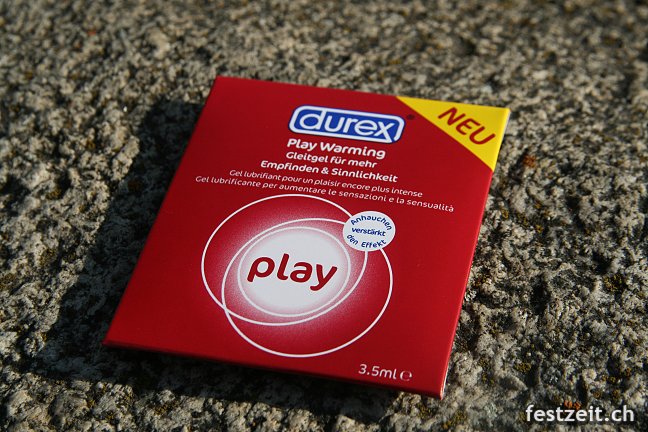 durex
NEU
Play Warming
Gleitgel für mehr
Empfinden & Sinnlichkeit
Gel lubrifiant pour un plaisir encore plus intense
Gel lubrificante per aumentare le sensazioni e la sensualità
Anhauchen
verstärkt
den Effekt
play
3.5ml e
festzeit.ch